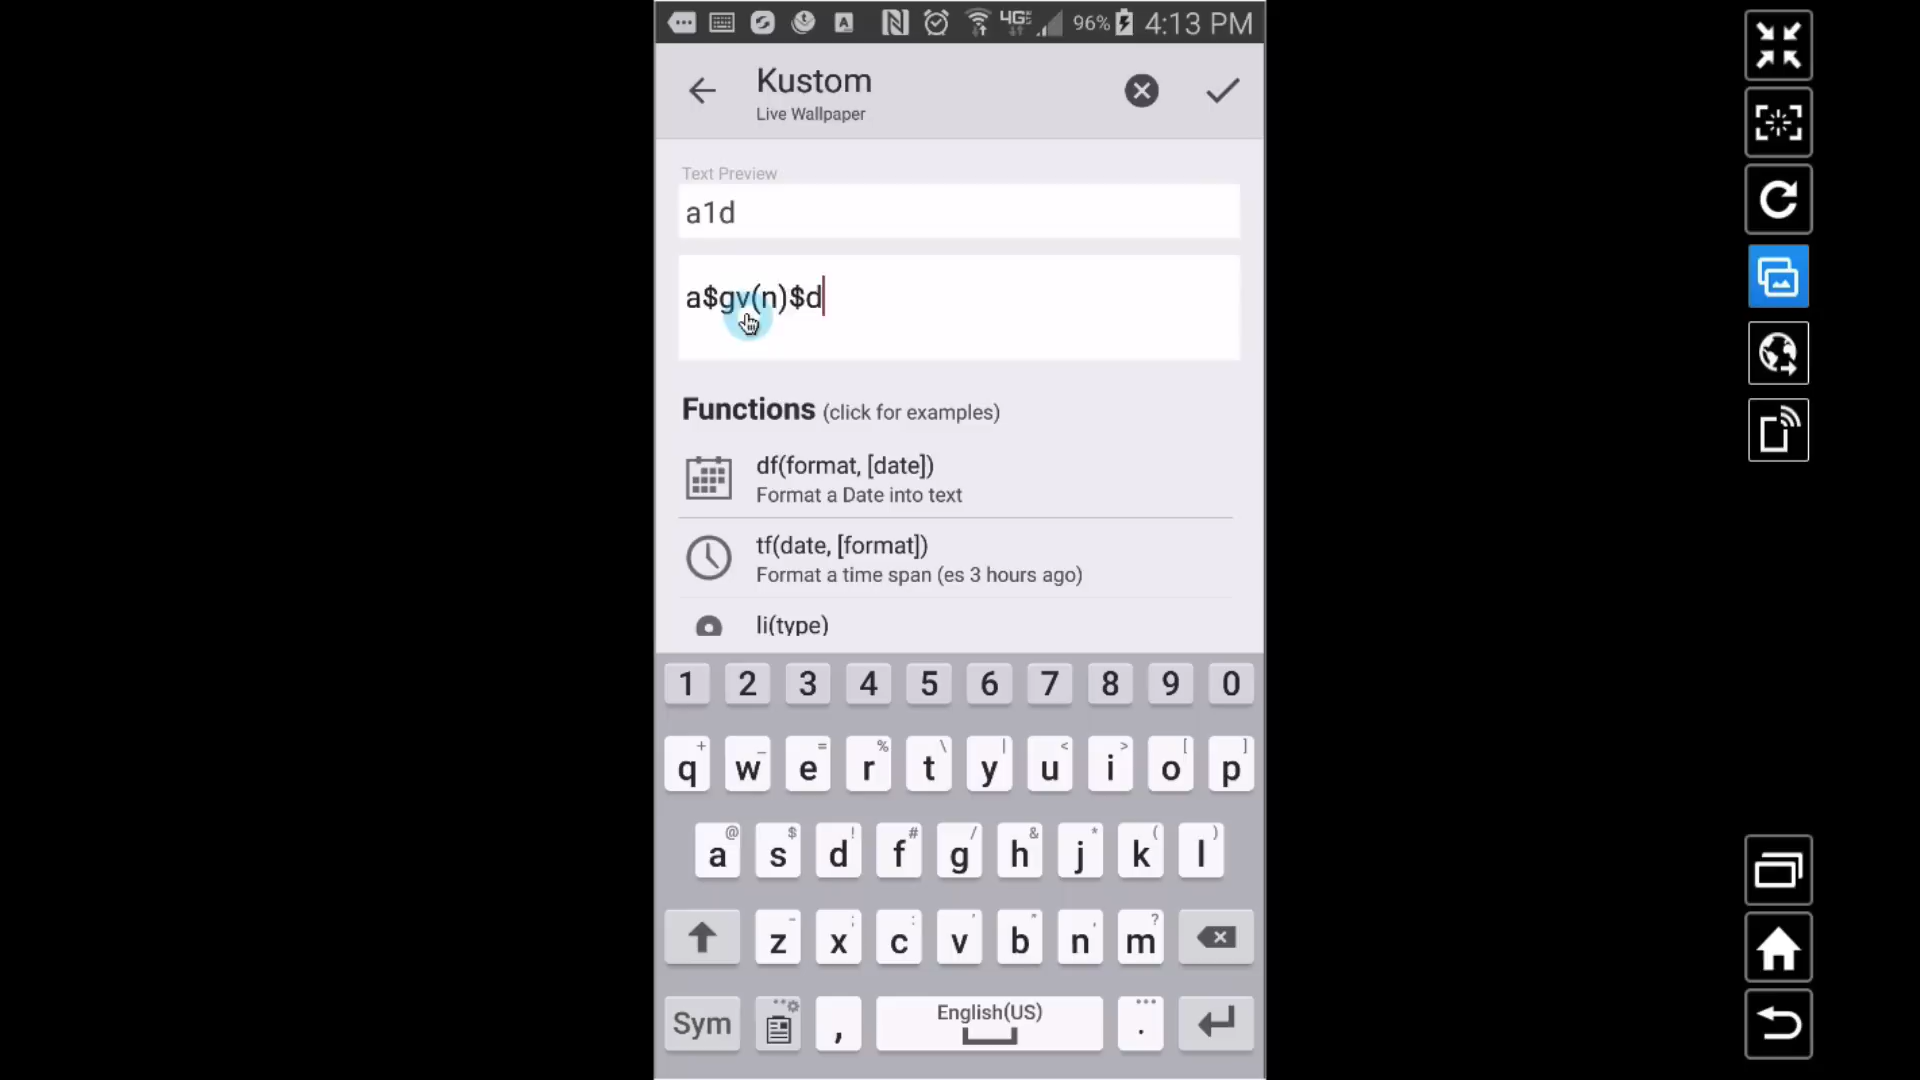 4G 96% 4:13 PM
Kustom
Live Wallpaper
Text Preview
a1d
a$gv(n)$d
Functions (click for examples)
df(format, [date])
Format a Date into text
tf(date, [format])
Format a time span (es 3 hours ago)
li(type)
1 2 3 4 5 6 7 8 9 0
+ _ = % \ | < > [ ]
q w e r t y u i o p
@ $ ! # / & * ( )
a s d f g h j k l
- ; : ' " , ?
z x c v b n m
Sym , English(US) .